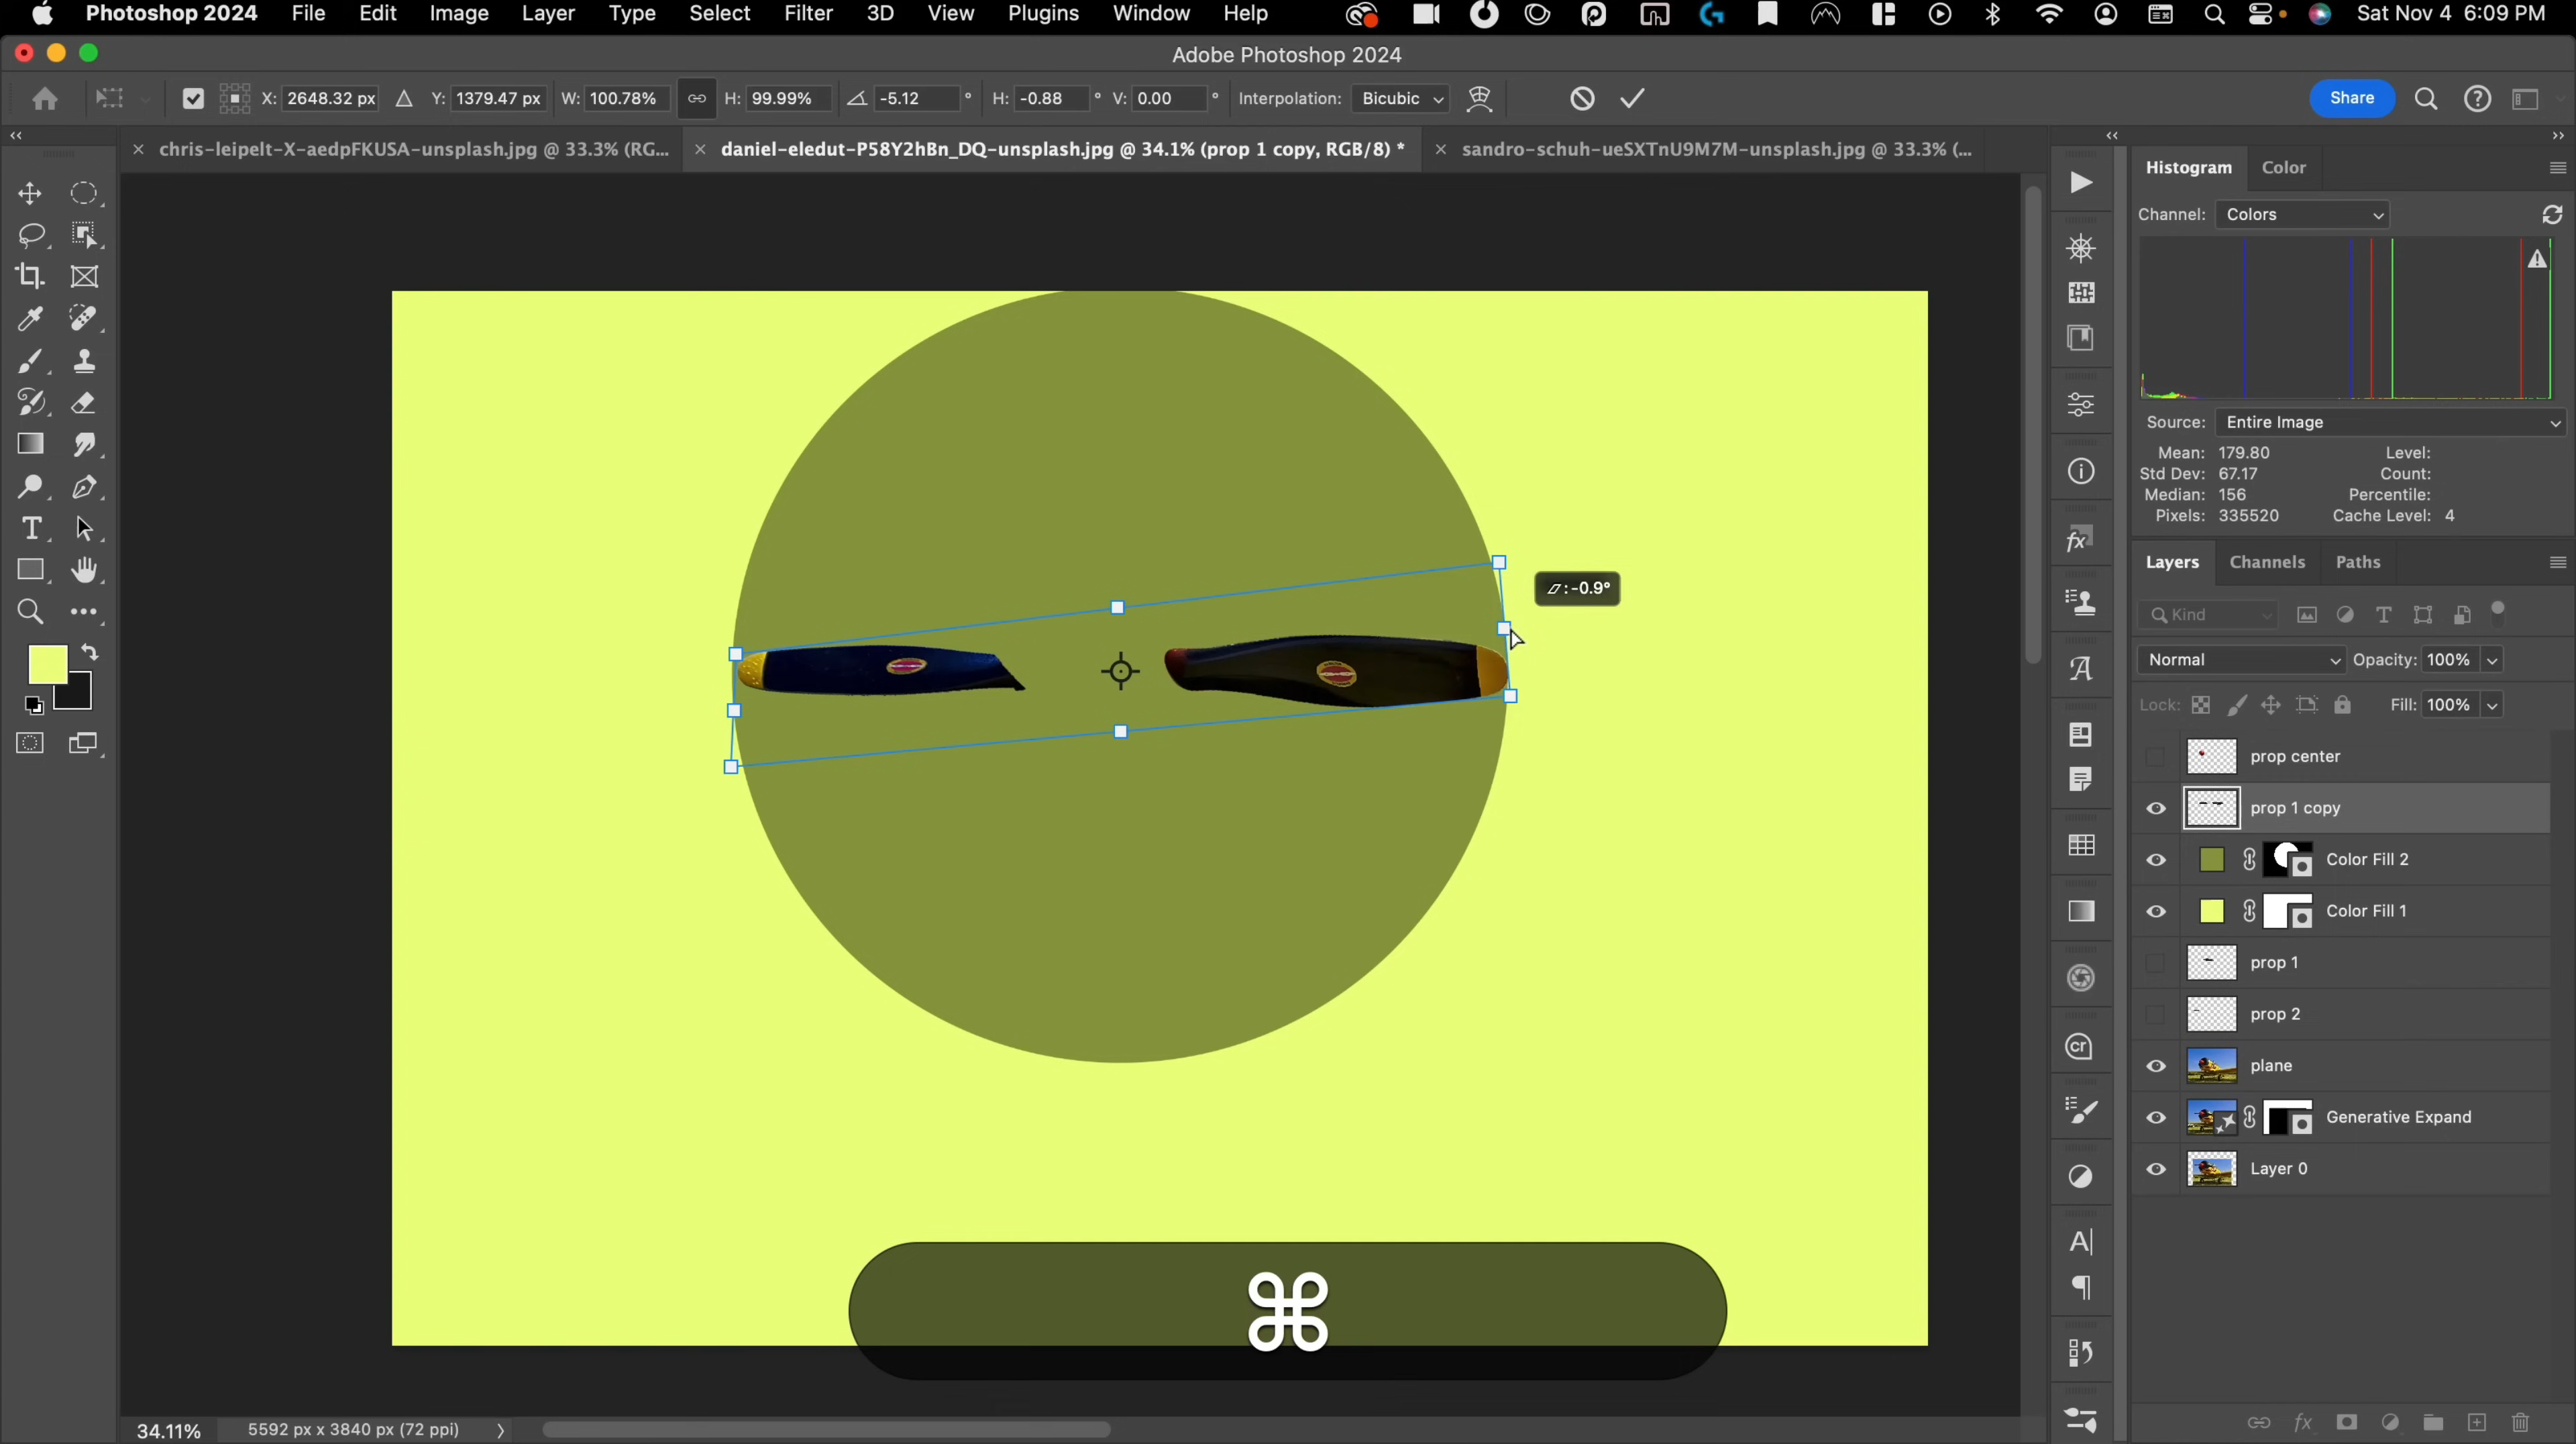 Photoshop 2024 File Edit Image Layer Type Select Filter 3D View Plugins Window Help Sat Nov 4 6:09 PM
Adobe Photoshop 2024
X: 2648.32 px Y: 1379.47 px W: 100.78% H: 99.99% -5.12 ° H: -0.88 ° V: 0.00 ° Interpolation: Bicubic Share
chris-leipelt-X-aedpFKUSA-unsplash.jpg @ 33.3% (RG... daniel-eledut-P58Y2hBn_DQ-unsplash.jpg @ 34.1% (prop 1 copy, RGB/8) * sandro-schuh-ueSXTnU9M7M-unsplash.jpg @ 33.3% (...
Histogram Color
Channel: Colors
Source: Entire Image
Mean: 179.80 Level:
Std Dev: 67.17 Count:
Median: 156 Percentile:
Pixels: 335520 Cache Level: 4
Layers Channels Paths
Kind
Normal Opacity: 100%
Lock: Fill: 100%
prop center
prop 1 copy
Color Fill 2
Color Fill 1
prop 1
prop 2
plane
Generative Expand
Layer 0
:-0.9°
⌘
34.11% 5592 px x 3840 px (72 ppi)